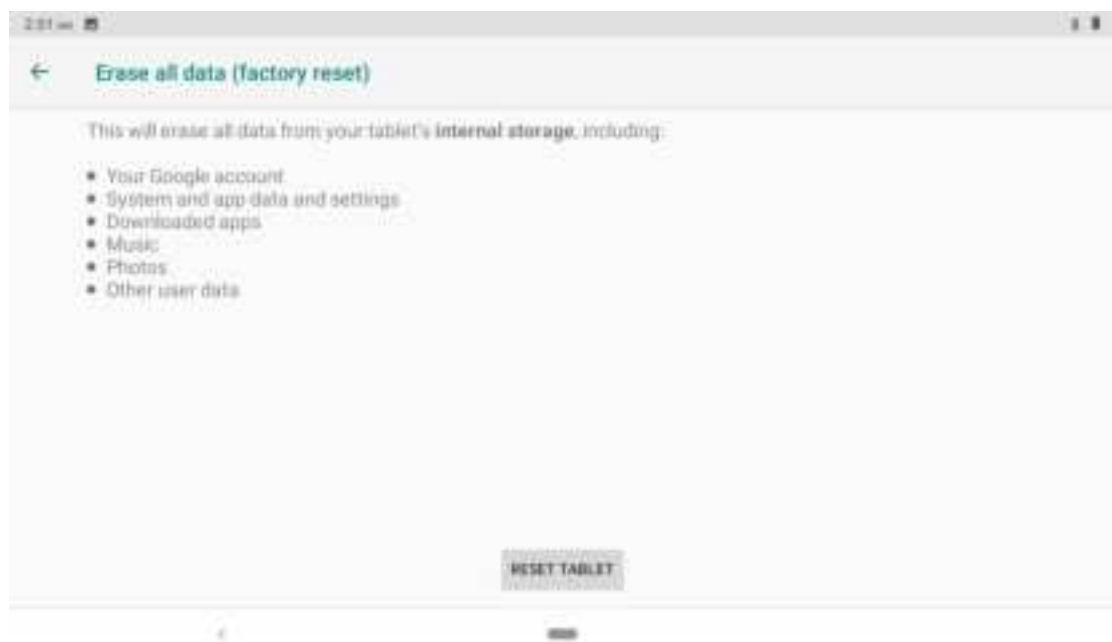 Erase all data (factory reset)
This will erase all data from your tablet's internal storage, including:
Your Google account
System and app data and settings
Downloaded apps
Music
Photos
Other user data
RESET TABLET